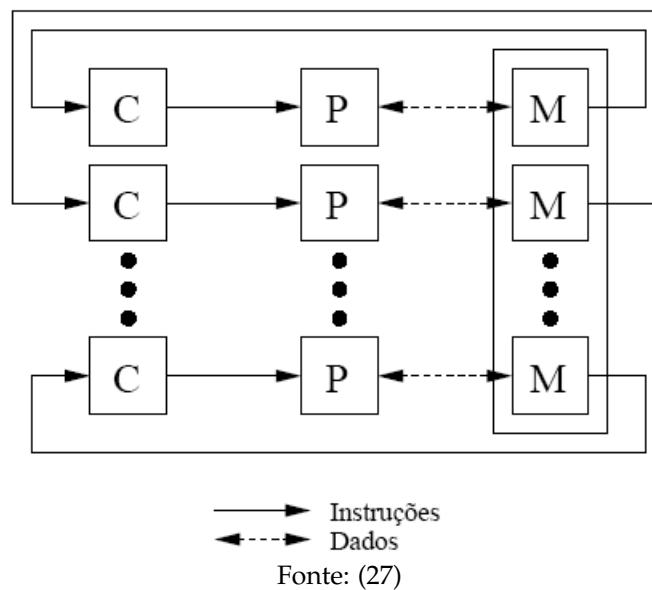 C P M
C P M
C P M
Instruções
Dados
Fonte: (27)